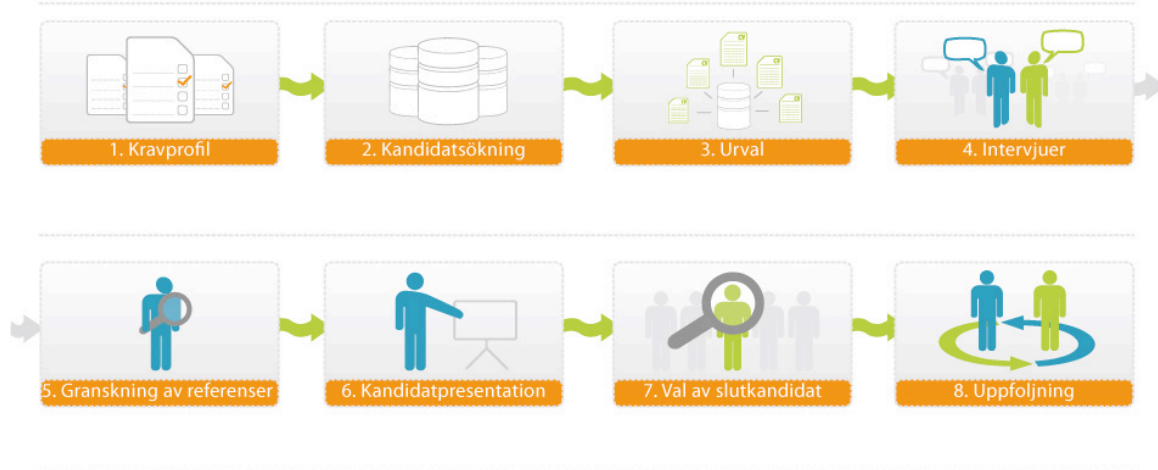 1. Kravprofil
2. Kandidatsökning
3. Urval
4. Intervjuer
5. Granskning av referenser
6. Kandidatpresentation
7. Val av slutkandidat
8. Uppfoljning